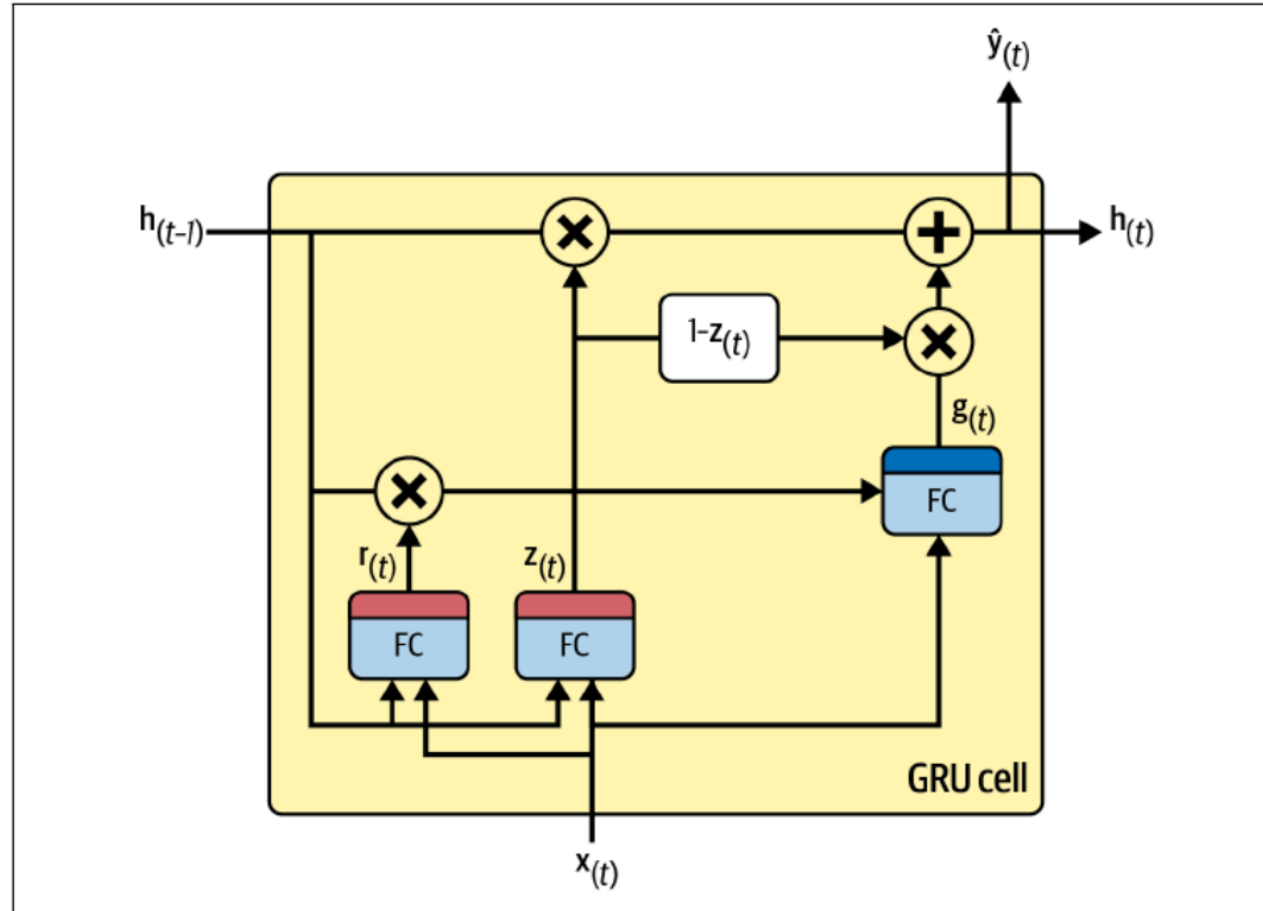 ŷ(t)
h(t–1)
h(t)
1–z(t)
g(t)
FC
r(t)
z(t)
FC
FC
GRU cell
x(t)